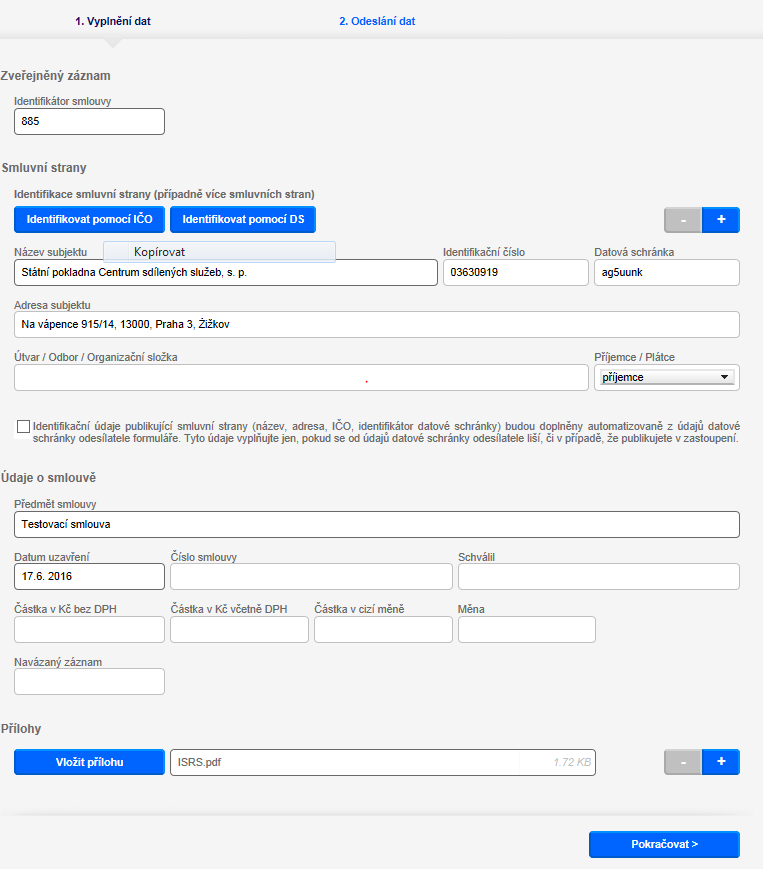 1. Vyplnění dat
2. Odeslání dat
Zveřejněný záznam
Identifikátor smlouvy
885
Smluvní strany
Identifikace smluvní strany (případně více smluvních stran)
Identifikovat pomocí IČO
Identifikovat pomocí DS
-
+
Název subjektu
Kopírovat
Identifikační číslo
Datová schránka
Státní pokladna Centrum sdílených služeb, s. p.
03630919
ag5uunk
Adresa subjektu
Na vápence 915/14, 13000, Praha 3, Žižkov
Útvar / Odbor / Organizační složka
Příjemce / Plátce
příjemce
Identifikační údaje publikující smluvní strany (název, adresa, IČO, identifikátor datové schránky) budou doplněny automatizovaně z údajů datové
schránky odesílatele formuláře. Tyto údaje vyplňujte jen, pokud se od údajů datové schránky odesílatele liší, či v případě, že publikujete v zastoupení.
Údaje o smlouvě
Předmět smlouvy
Testovací smlouva
Datum uzavření
Číslo smlouvy
Schválil
17.6. 2016
Částka v Kč bez DPH
Částka v Kč včetně DPH
Částka v cizí měně
Měna
Navázaný záznam
Přílohy
Vložit přílohu
ISRS.pdf
1.72 KB
-
+
Pokračovat >